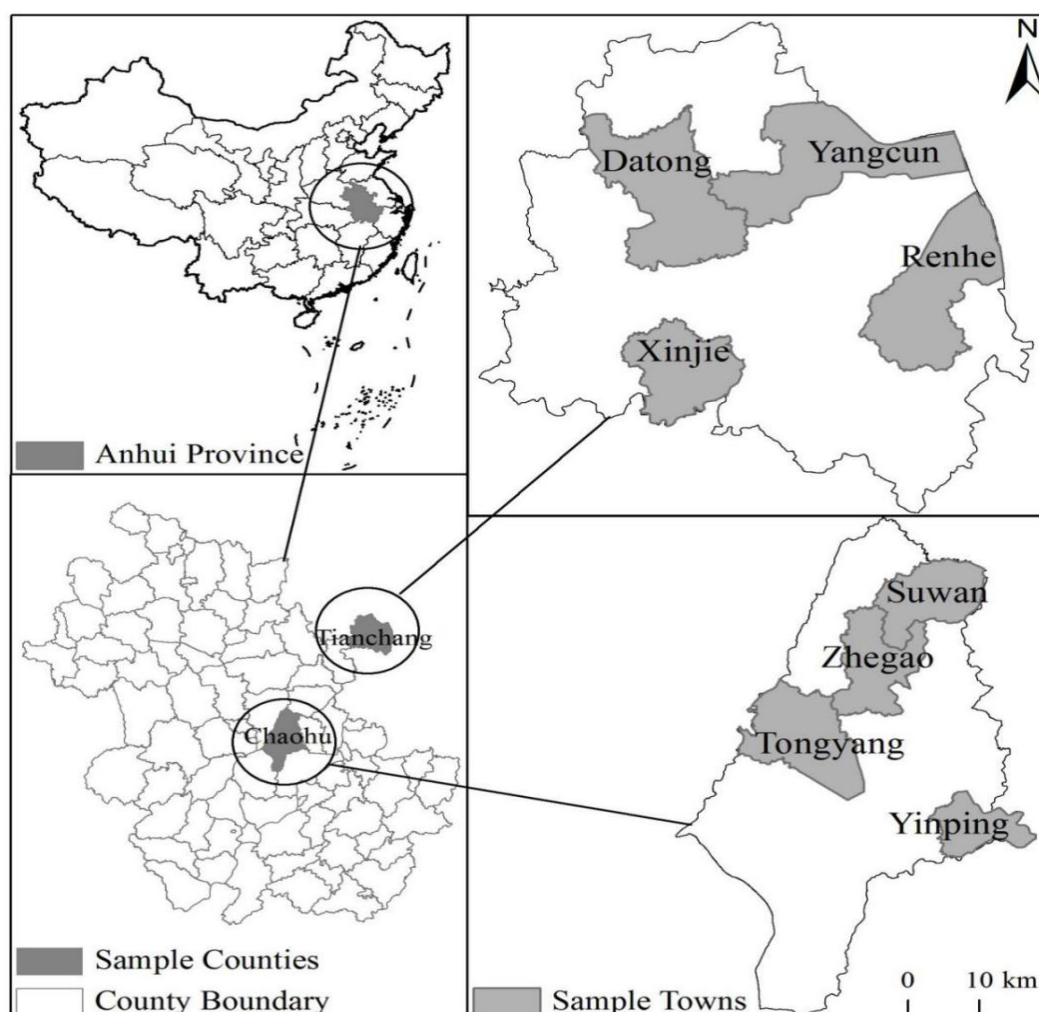 Anhui Province
N
Datong
Yangcun
Renhe
Xinjie
Tianchang
Chaohu
Sample Counties
County Boundary
Suwan
Zhegao
Tongyang
Yinping
0 10 km
Sample Towns